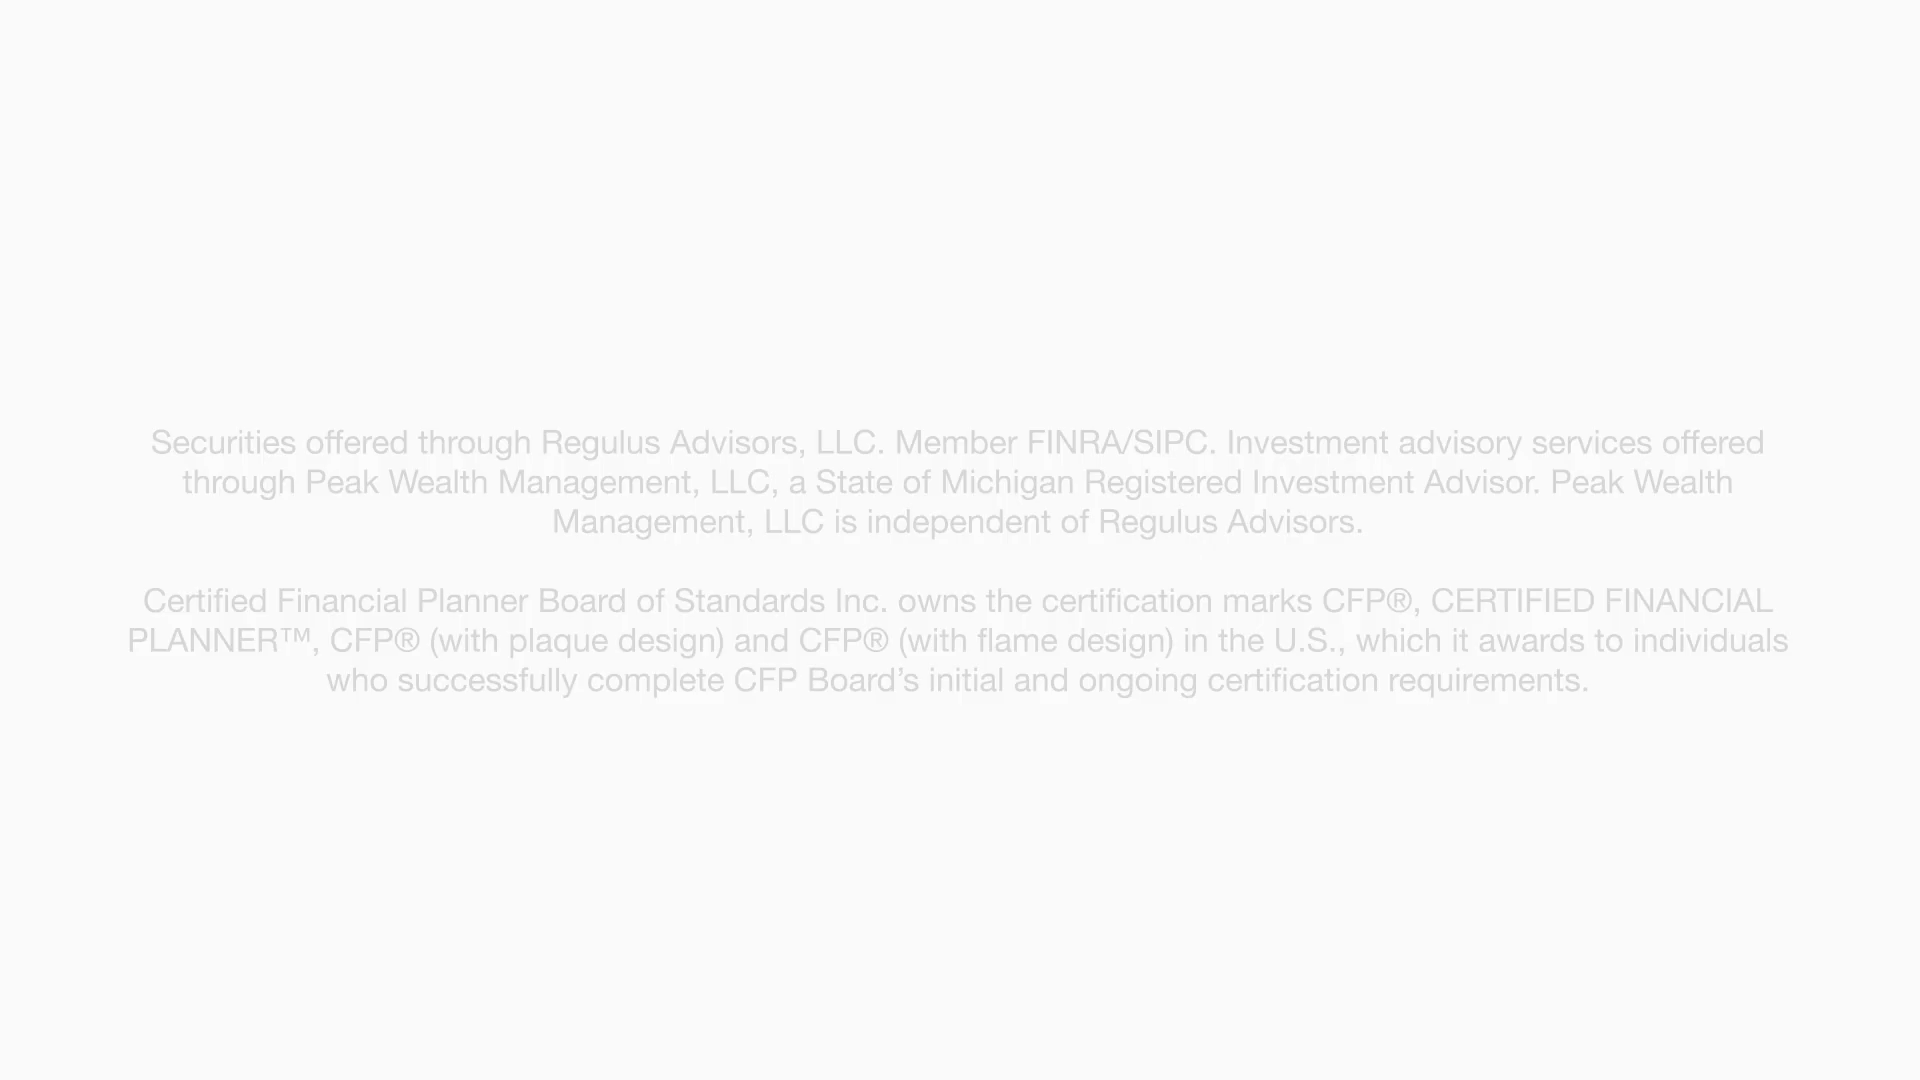 Securities offered through Regulus Advisors, LLC. Member FINRA/SIPC. Investment advisory services offered
through Peak Wealth Management, LLC, a State of Michigan Registered Investment Advisor. Peak Wealth
Management, LLC is independent of Regulus Advisors.
Certified Financial Planner Board of Standards Inc. owns the certification marks CFP®, CERTIFIED FINANCIAL
PLANNER™, CFP® (with plaque design) and CFP® (with flame design) in the U.S., which it awards to individuals
who successfully complete CFP Board’s initial and ongoing certification requirements.